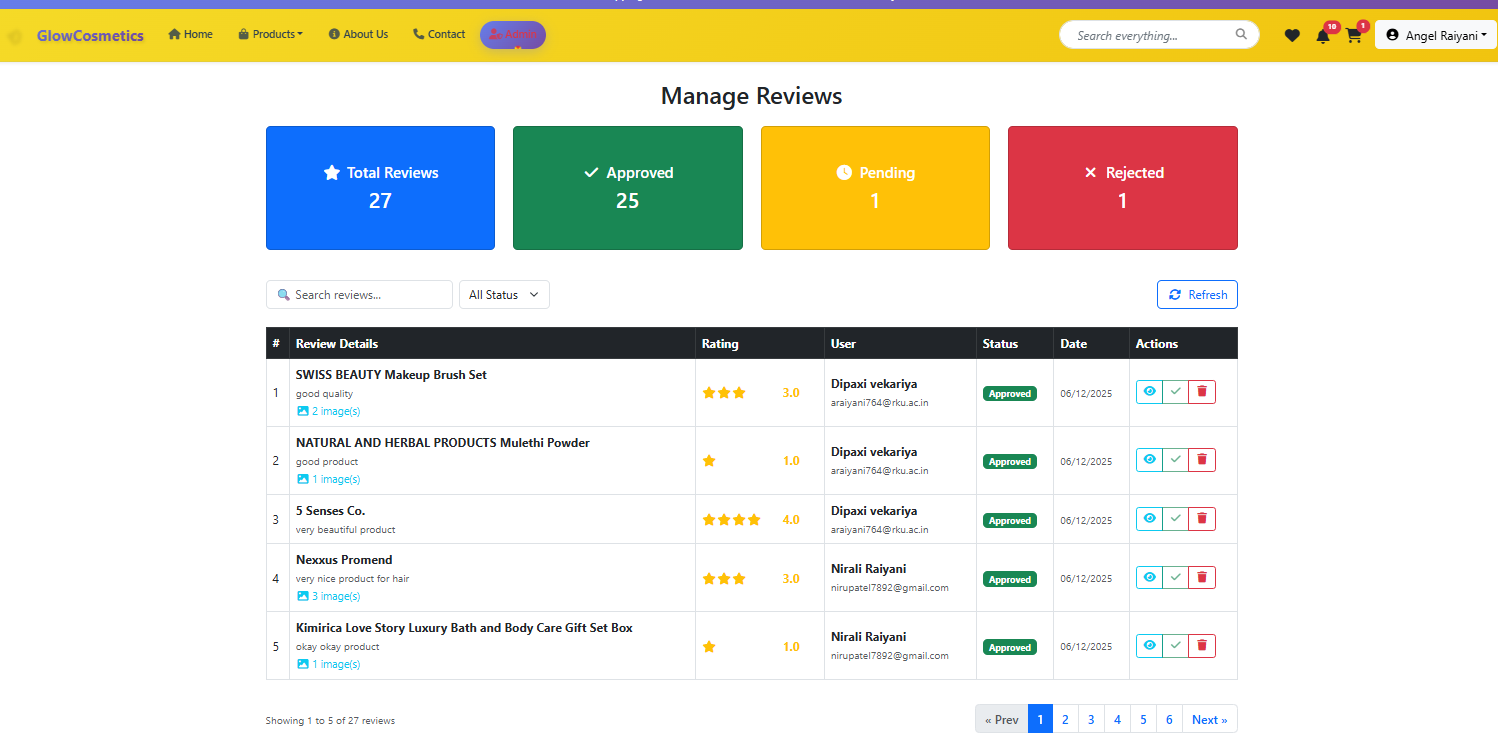 GlowCosmetics Home Products About Us Contact Admin Search everything... 10 1 Angel Raiyani
Manage Reviews
Total Reviews
27
Approved
25
Pending
1
Rejected
1
Search reviews... All Status Refresh
# Review Details Rating User Status Date Actions
1 SWISS BEAUTY Makeup Brush Set
good quality
2 image(s)
3.0
Dipaxi vekariya
araiyani764@rku.ac.in
Approved
06/12/2025
2 NATURAL AND HERBAL PRODUCTS Mulethi Powder
good product
1 image(s)
1.0
Dipaxi vekariya
araiyani764@rku.ac.in
Approved
06/12/2025
3 5 Senses Co.
very beautiful product
4.0
Dipaxi vekariya
araiyani764@rku.ac.in
Approved
06/12/2025
4 Nexxus Promend
very nice product for hair
3 image(s)
3.0
Nirali Raiyani
nirupatel7892@gmail.com
Approved
06/12/2025
5 Kimirica Love Story Luxury Bath and Body Care Gift Set Box
okay okay product
1 image(s)
1.0
Nirali Raiyani
nirupatel7892@gmail.com
Approved
06/12/2025
Showing 1 to 5 of 27 reviews
« Prev 1 2 3 4 5 6 Next »